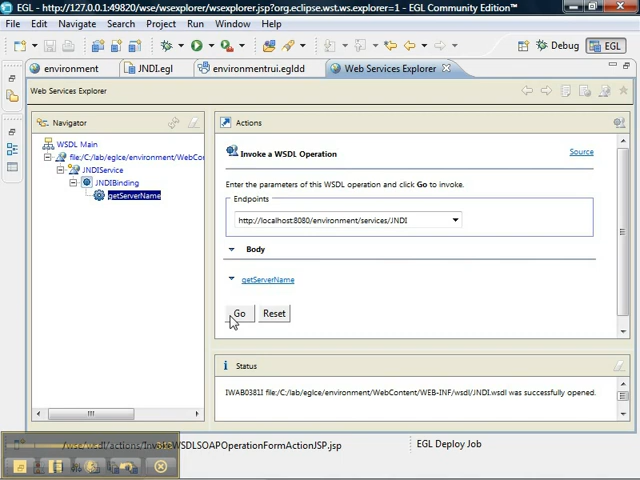 EGL - http://127.0.0.1:49820/wse/wsexplorer/wsexplorer.jsp?org.eclipse.wst.ws.explorer=1 - EGL Community Edition™
File Edit Navigate Search Project Run Window Help
Debug EGL
environment JNDI.egl environmentrui.egldd Web Services Explorer
Web Services Explorer
Navigator
WSDL Main
file:/C:/lab/eglce/environment/WebCont
JNDIService
JNDIBinding
getServerName
Actions
Invoke a WSDL Operation
Source
Enter the parameters of this WSDL operation and click Go to invoke.
Endpoints
http://localhost:8080/environment/services/JNDI
Body
getServerName
Go Reset
Status
IWAB0381I file:/C:/lab/eglce/environment/WebContent/WEB-INF/wsdl/JNDI.wsdl was successfully opened.
/wse/wsdl/actions/InvokeWSDLSOAPOperationFormActionJSP.jsp
EGL Deploy Job